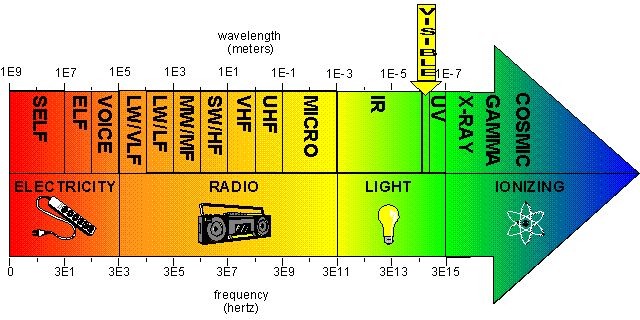 VISIBLE
wavelength
(meters)
1E9 1E7 1E5 1E3 1E1 1E-1 1E-3 1E-5 1E-7
SELF ELF VOICE LW/VLF LW/LF MW/MF SW/HF VHF UHF MICRO IR UV X-RAY GAMMA COSMIC
ELECTRICITY RADIO LIGHT IONIZING
0 3E1 3E3 3E5 3E7 3E9 3E11 3E13 3E15
frequency
(hertz)